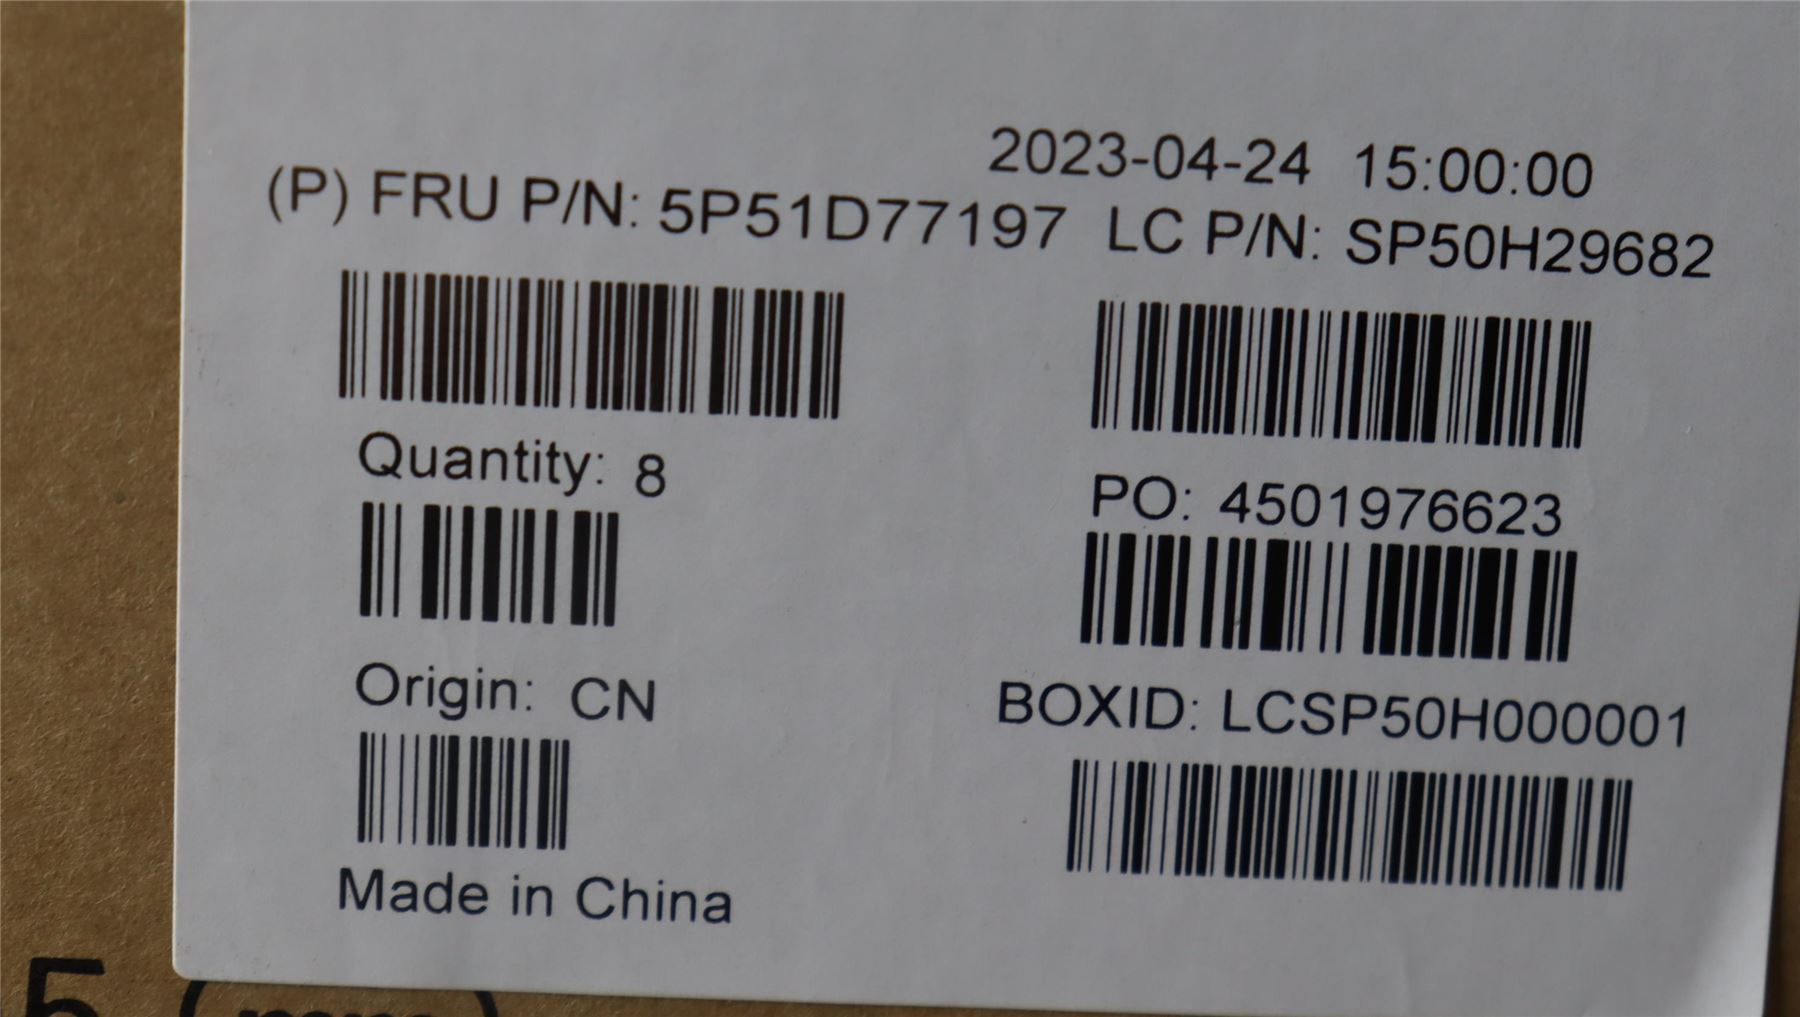 2023-04-24 15:00:00
(P) FRU P/N: 5P51D77197 LC P/N: SP50H29682
Quantity: 8
PO: 4501976623
Origin: CN
BOXID: LCSP50H000001
Made in China
5